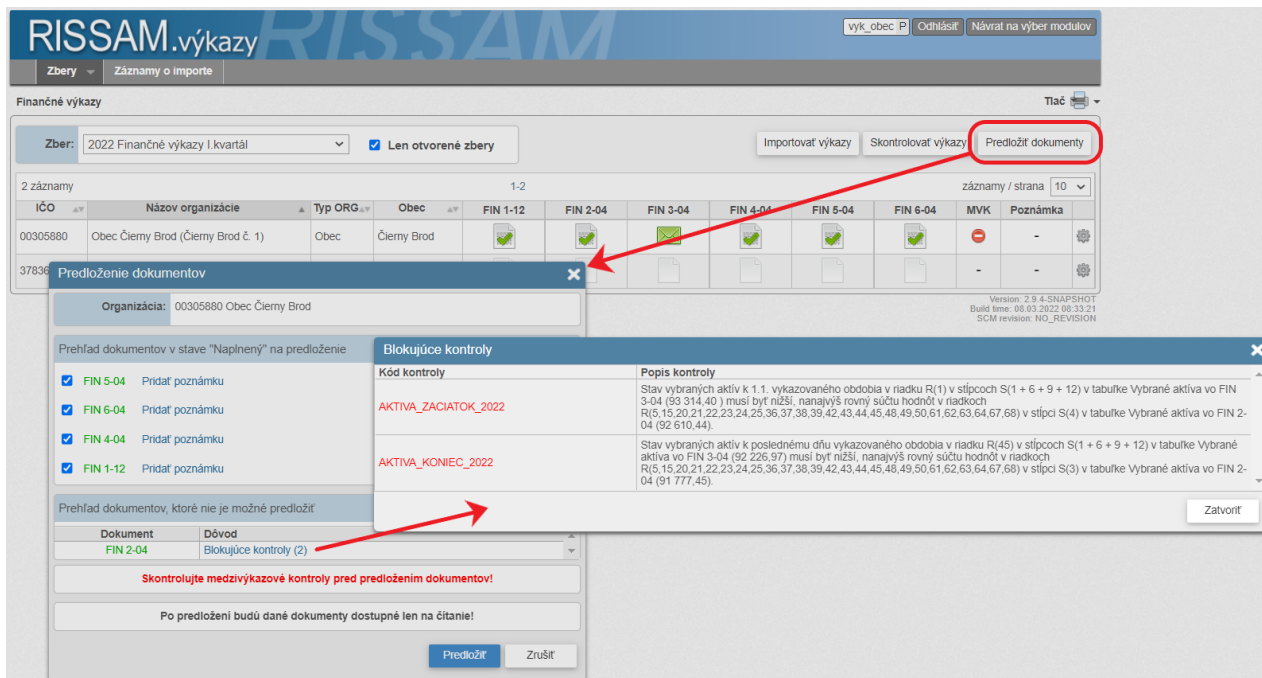 RISSAM.výkazy
RISSAM
vyk_obec_P Odhlásiť Návrat na výber modulov
Zbery Záznamy o importe
Finančné výkazy Tlač
Zber: 2022 Finančné výkazy I.kvartál Len otvorené zbery Importovať výkazy Skontrolovať výkazy Predložiť dokumenty
2 záznamy 1-2 záznamy / strana 10
IČO Názov organizácie Typ ORG Obec FIN 1-12 FIN 2-04 FIN 3-04 FIN 4-04 FIN 5-04 FIN 6-04 MVK Poznámka
00305880 Obec Čierny Brod (Čierny Brod č. 1) Obec Čierny Brod -
37836 - -
Version: 2.9.4-SNAPSHOT
Build time: 08.03.2022 08:33:21
SCM revision: NO_REVISION
Predloženie dokumentov
Organizácia: 00305880 Obec Čierny Brod
Prehľad dokumentov v stave "Naplnený" na predloženie
FIN 5-04 Pridať poznámku
FIN 6-04 Pridať poznámku
FIN 4-04 Pridať poznámku
FIN 1-12 Pridať poznámku
Prehľad dokumentov, ktoré nie je možné predložiť
Dokument Dôvod
FIN 2-04 Blokujúce kontroly (2)
Skontrolujte medzivýkazové kontroly pred predložením dokumentov!
Po predložení budú dané dokumenty dostupné len na čítanie!
Predložiť Zrušiť
Blokujúce kontroly
Kód kontroly Popis kontroly
AKTIVA_ZACIATOK_2022
Stav vybraných aktív k 1.1. vykazovaného obdobia v riadku R(1) v stĺpcoch S(1 + 6 + 9 + 12) v tabuľke Vybrané aktíva vo FIN
3-04 (93 314,40 ) musí byť nižší, nanajvýš rovný súčtu hodnôt v riadkoch
R(5,15,20,21,22,23,24,25,36,37,38,39,42,43,44,45,48,49,50,61,62,63,64,67,68) v stĺpci S(4) v tabuľke Vybrané aktíva vo FIN 2-
04 (92 610,44).
AKTIVA_KONIEC_2022
Stav vybraných aktív k poslednému dňu vykazovaného obdobia v riadku R(45) v stĺpcoch S(1 + 6 + 9 + 12) v tabuľke Vybrané
aktíva vo FIN 3-04 (92 226,97) musí byť nižší, nanajvýš rovný súčtu hodnôt v riadkoch
R(5,15,20,21,22,23,24,25,36,37,38,39,42,43,44,45,48,49,50,61,62,63,64,67,68) v stĺpci S(3) v tabuľke Vybrané aktíva vo FIN 2-
04 (91 777,45).
Zatvoriť